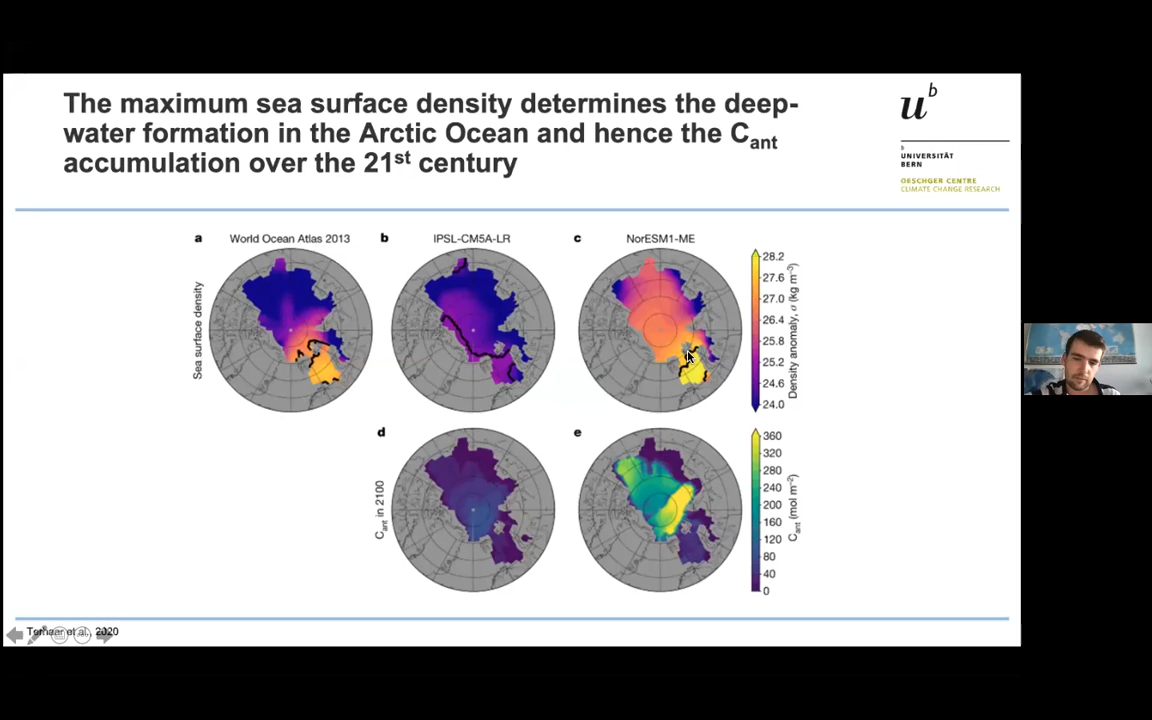 The maximum sea surface density determines the deep-
water formation in the Arctic Ocean and hence the Cant
accumulation over the 21st century
u b
b
UNIVERSITÄT
BERN
OESCHGER CENTRE
CLIMATE CHANGE RESEARCH
a World Ocean Atlas 2013
b IPSL-CM5A-LR
c NorESM1-ME
Sea surface density
28.2
27.6
27.0
26.4
25.8
25.2
24.6
24.0
Density anomaly, σ (kg m−3)
d
e
Cant in 2100
360
320
280
240
200
160
120
80
40
0
Cant (mol m−2)
Terhaar et al., 2020